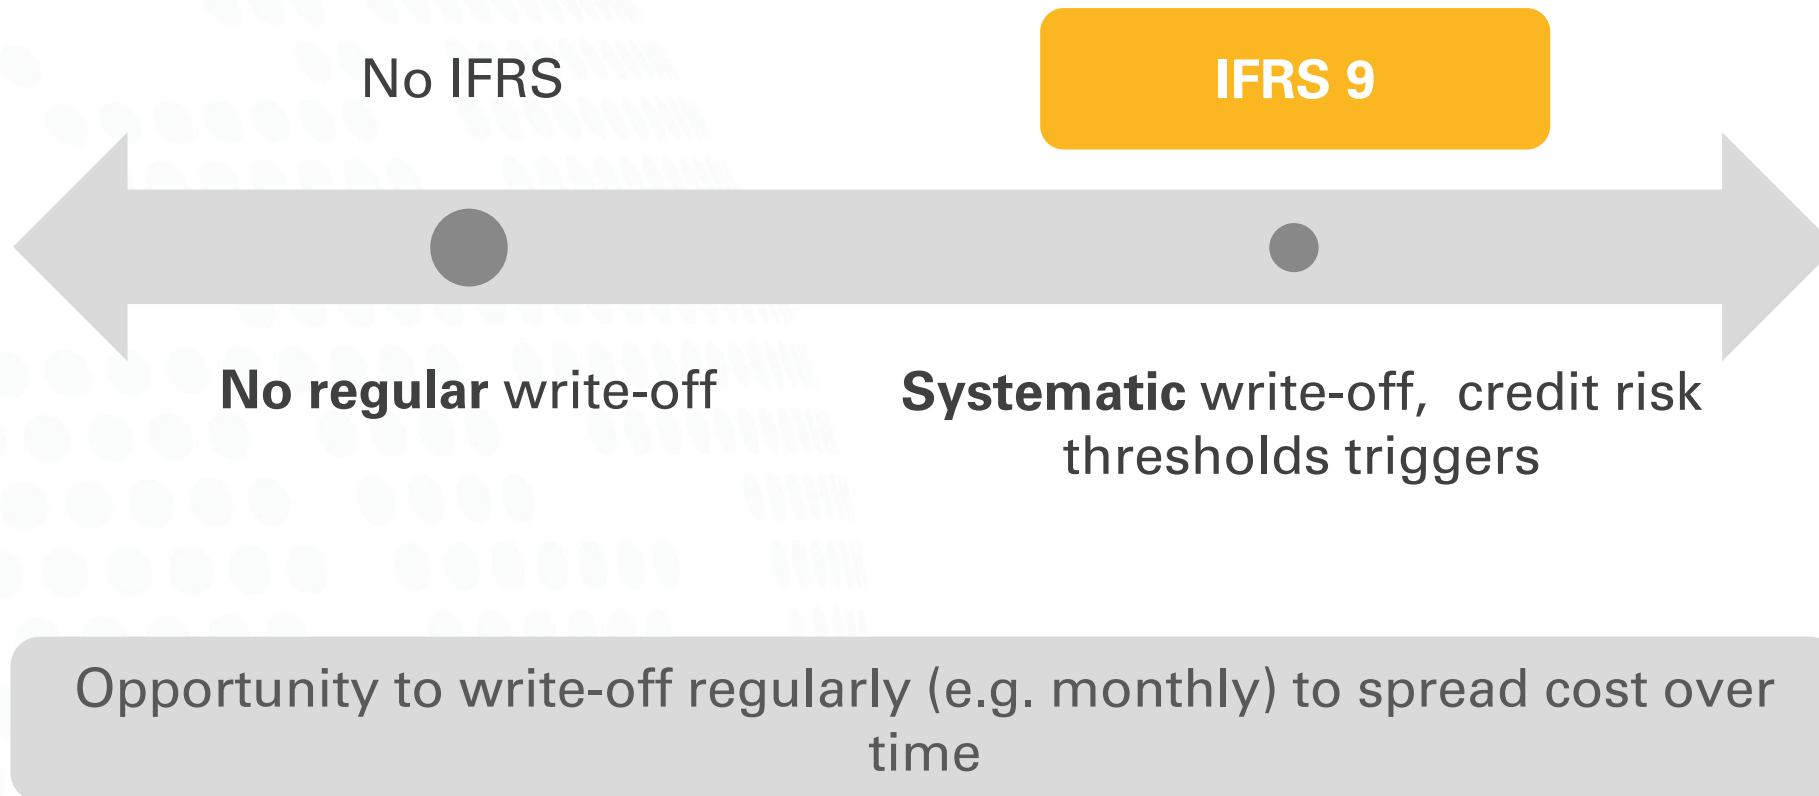 No IFRS
IFRS 9
No regular write-off
Systematic write-off, credit risk
thresholds triggers
Opportunity to write-off regularly (e.g. monthly) to spread cost over
time